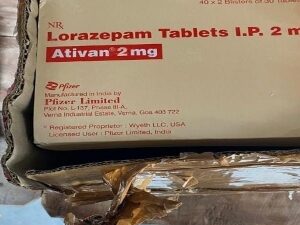 40 x 2 Blisters of 30 Tablets
NR
Lorazepam Tablets I.P. 2 m
Ativan® 2 mg
Pfizer
Manufactured in India by
Pfizer Limited
Plot No. L-137, Phase III-A,
Verna Industrial Estate, Verna, Goa 403 722
® Registered Proprietor : Wyeth LLC, USA
Licensed User : Pfizer Limited, India